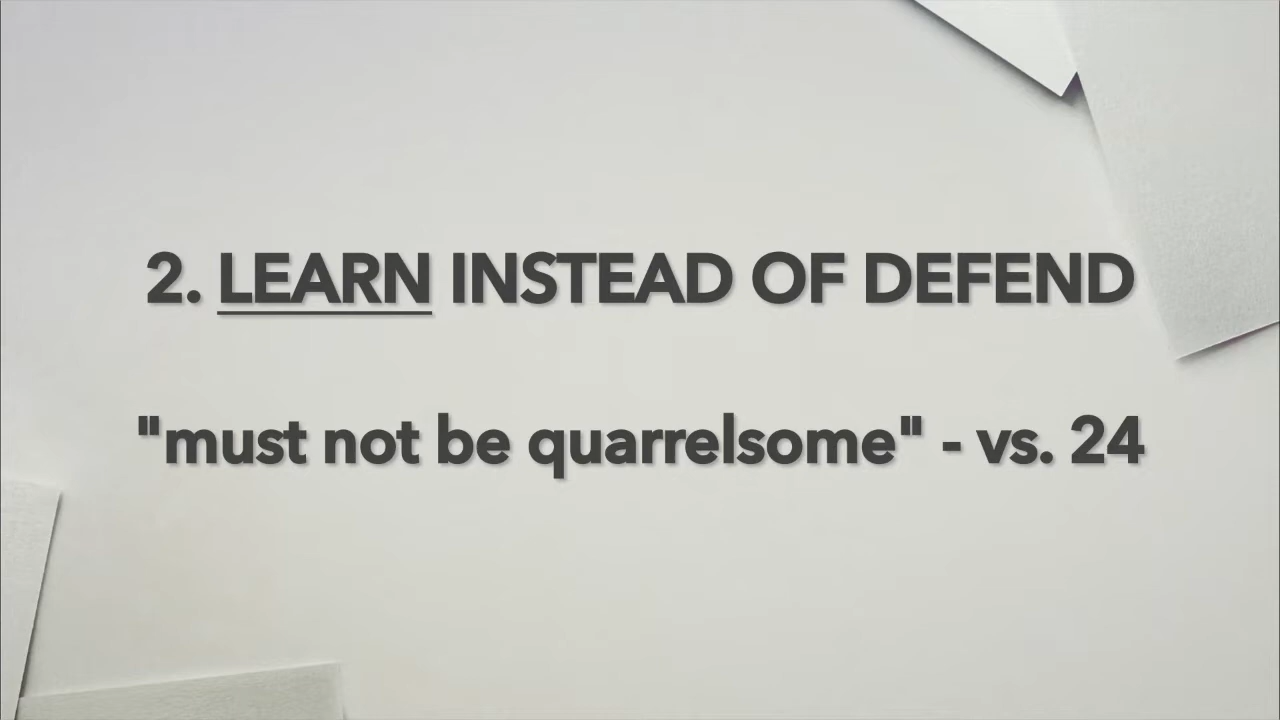 2. LEARN INSTEAD OF DEFEND
"must not be quarrelsome" - vs. 24